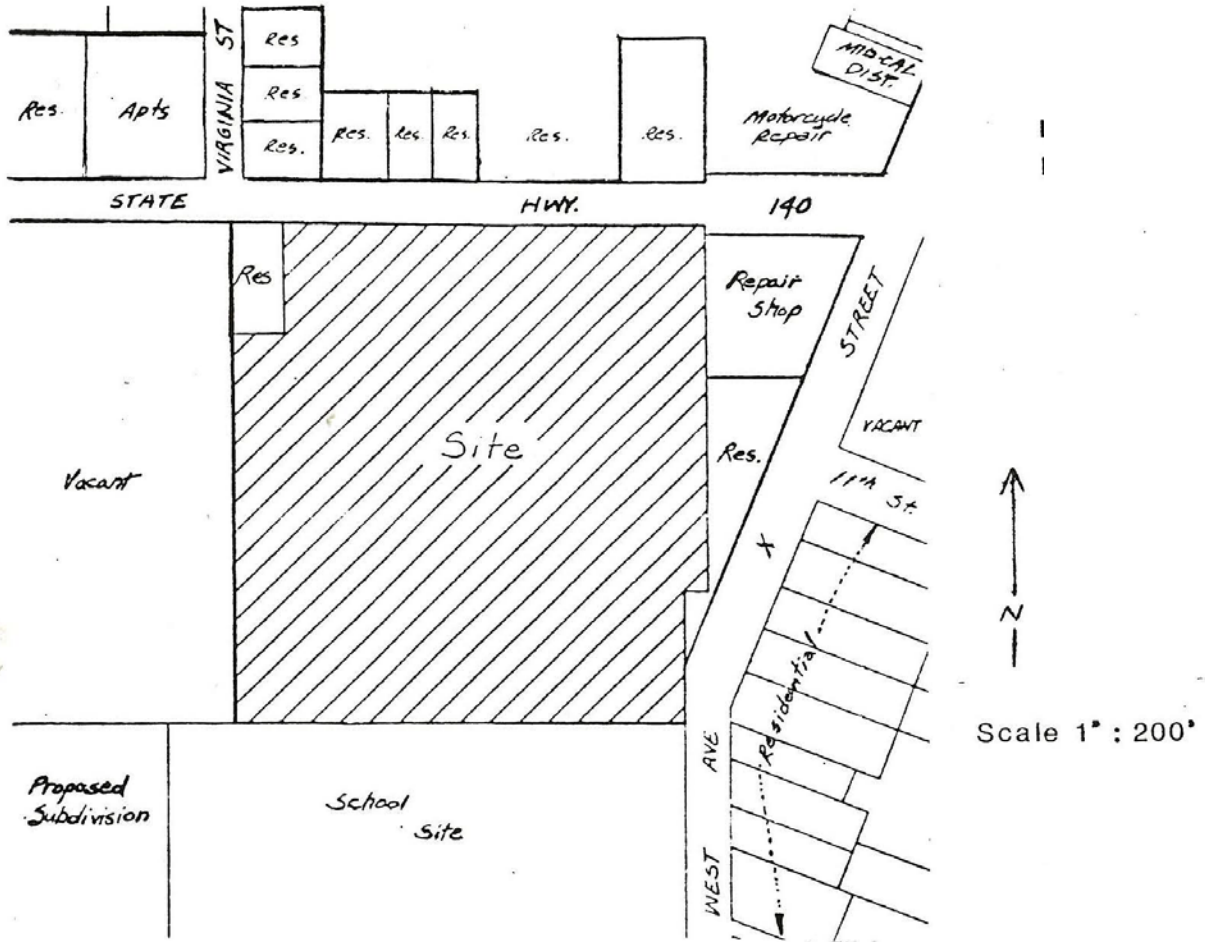 VIRGINIA ST
Res
Res
Res.
Res.
Apts
Res.
Res.
Res.
Res.
Res.
MIDCAL
DIST.
Motorcycle
Repair
STATE HWY. 140
Res
Repair
Shop
X STREET
Site
Vacant
Res.
VACANT
11th St.
N
Residential
Scale 1" : 200'
Proposed
Subdivision
School
Site
WEST AVE